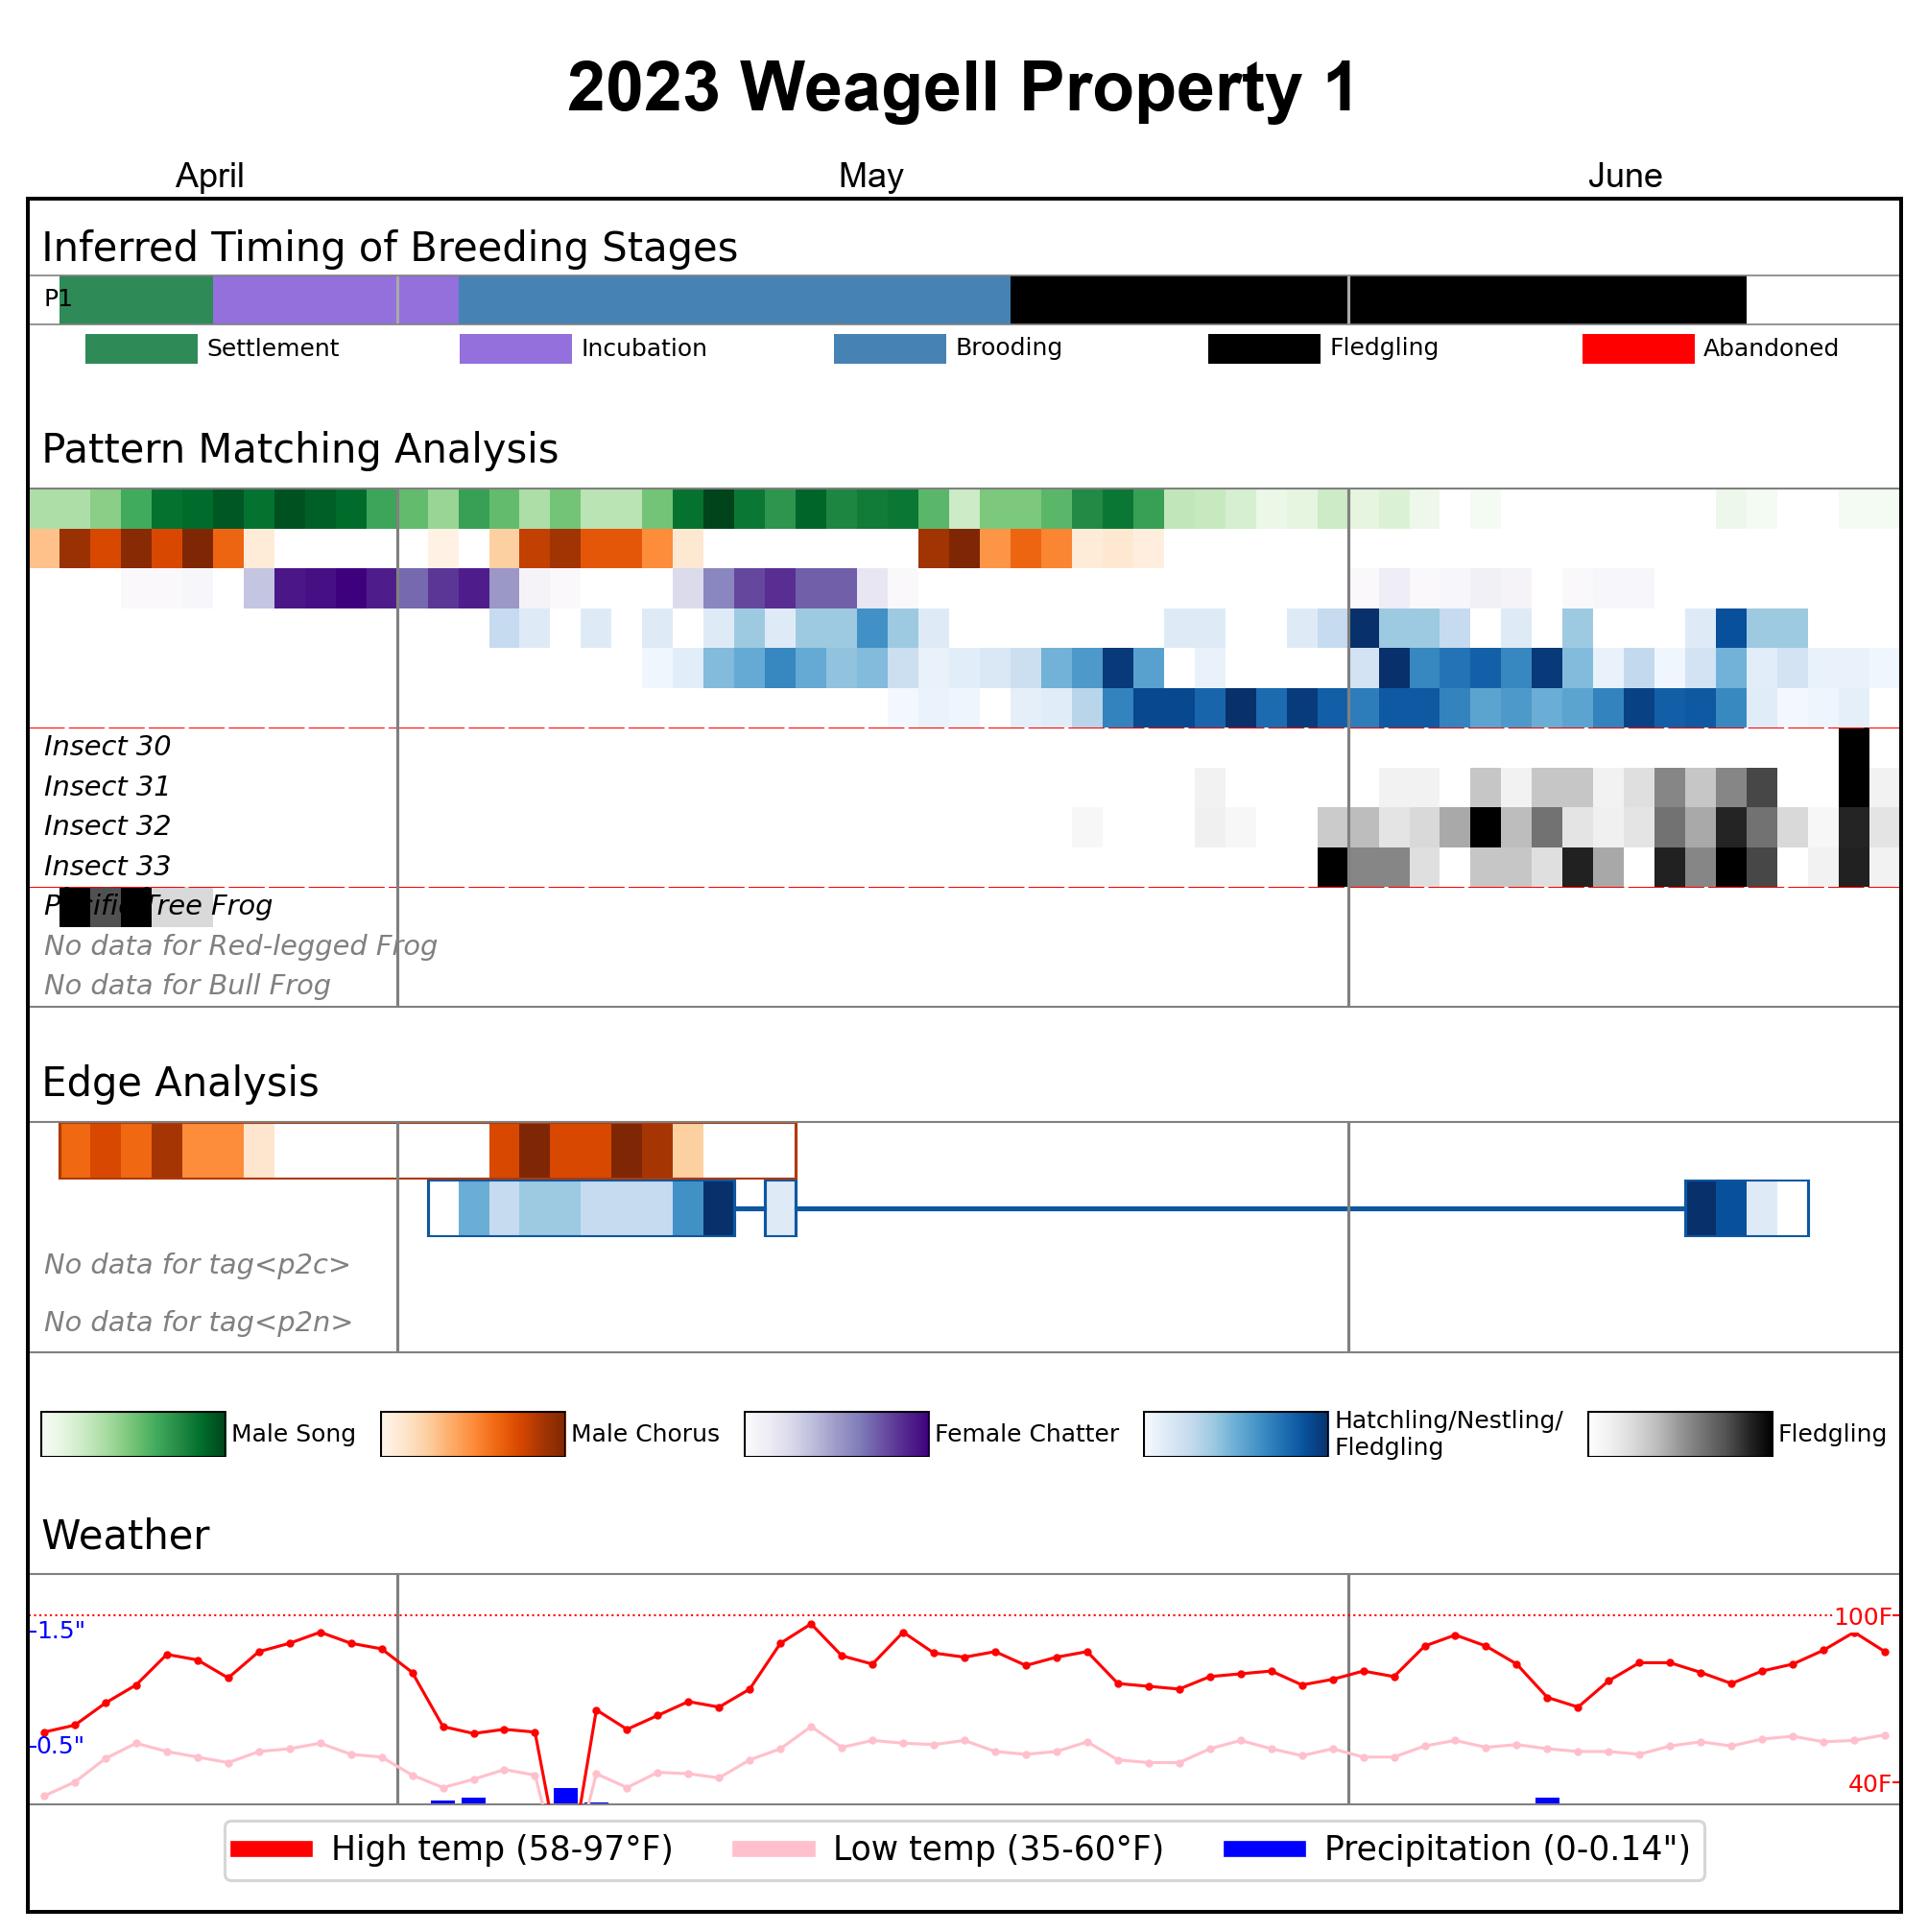 2023 Weagell Property 1
April May June
Inferred Timing of Breeding Stages
P1
Settlement Incubation Brooding Fledgling Abandoned
Pattern Matching Analysis
Insect 30
Insect 31
Insect 32
Insect 33
Pacific Tree Frog
No data for Red-legged Frog
No data for Bull Frog
Edge Analysis
No data for tag<p2c>
No data for tag<p2n>
Male Song Male Chorus Female Chatter Hatchling/Nestling/
Fledgling Fledgling
Weather
1.5" 100F
0.5"
40F
High temp (58-97°F) Low temp (35-60°F) Precipitation (0-0.14")